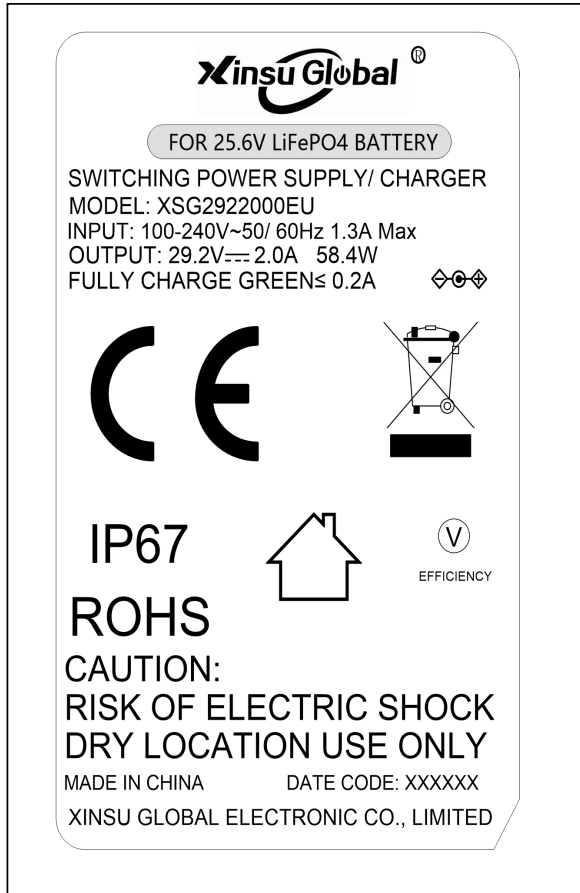 Xinsu Global ®
FOR 25.6V LiFePO4 BATTERY
SWITCHING POWER SUPPLY/ CHARGER
MODEL: XSG2922000EU
INPUT: 100-240V~50/ 60Hz 1.3A Max
OUTPUT: 29.2V⎓2.0A 58.4W
FULLY CHARGE GREEN≤ 0.2A
CE
IP67
V
EFFICIENCY
ROHS
CAUTION:
RISK OF ELECTRIC SHOCK
DRY LOCATION USE ONLY
MADE IN CHINA DATE CODE: XXXXXX
XINSU GLOBAL ELECTRONIC CO., LIMITED